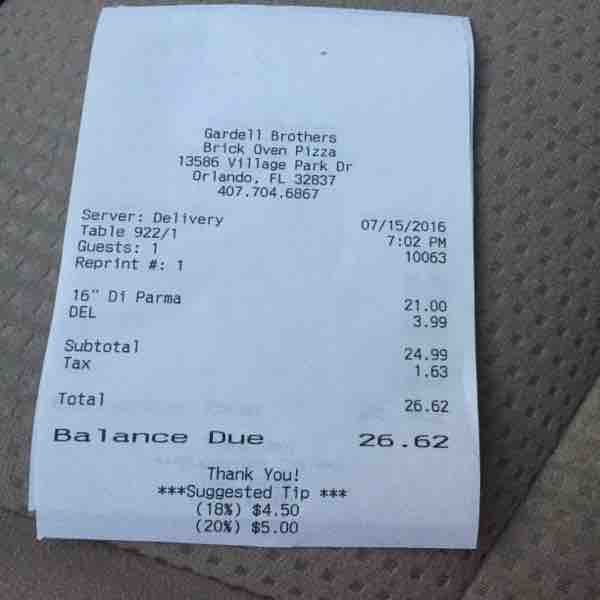 Gardell Brothers
Brick Oven Pizza
13586 Village Park Dr
Orlando, FL 32837
407.704.6867
Server: Delivery 07/15/2016
Table 922/1 7:02 PM
Guests: 1 10063
Reprint #: 1
16" Di Parma 21.00
DEL 3.99
Subtotal 24.99
Tax 1.63
Total 26.62
Balance Due 26.62
Thank You!
***Suggested Tip ***
(18%) $4.50
(20%) $5.00